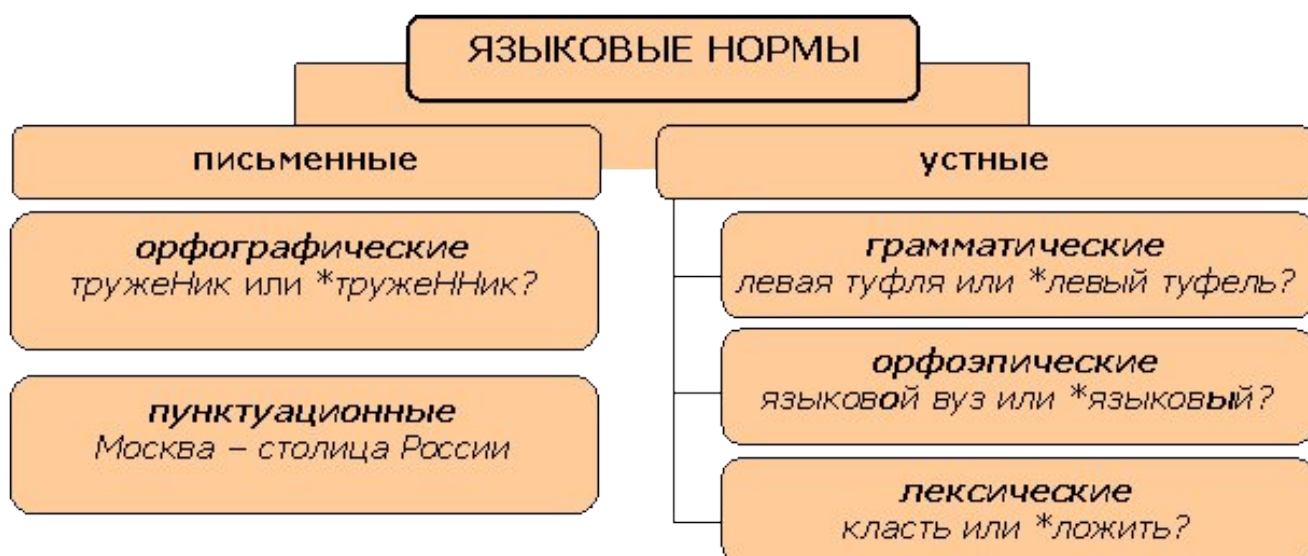 ЯЗЫКОВЫЕ НОРМЫ
письменные
орфографические
тружеНик или *тружеННик?
пунктуационные
Москва – столица России
устные
грамматические
левая туфля или *левый туфель?
орфоэпические
языковой вуз или *языковый?
лексические
класть или *ложить?